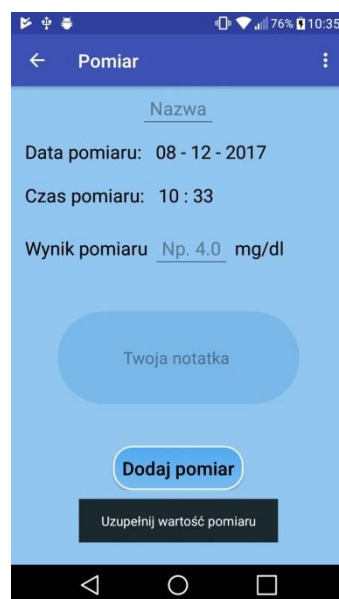 76% 10:35
Pomiar
Nazwa
Data pomiaru: 08 - 12 - 2017
Czas pomiaru: 10 : 33
Wynik pomiaru Np. 4.0 mg/dl
Twoja notatka
Dodaj pomiar
Uzupełnij wartość pomiaru